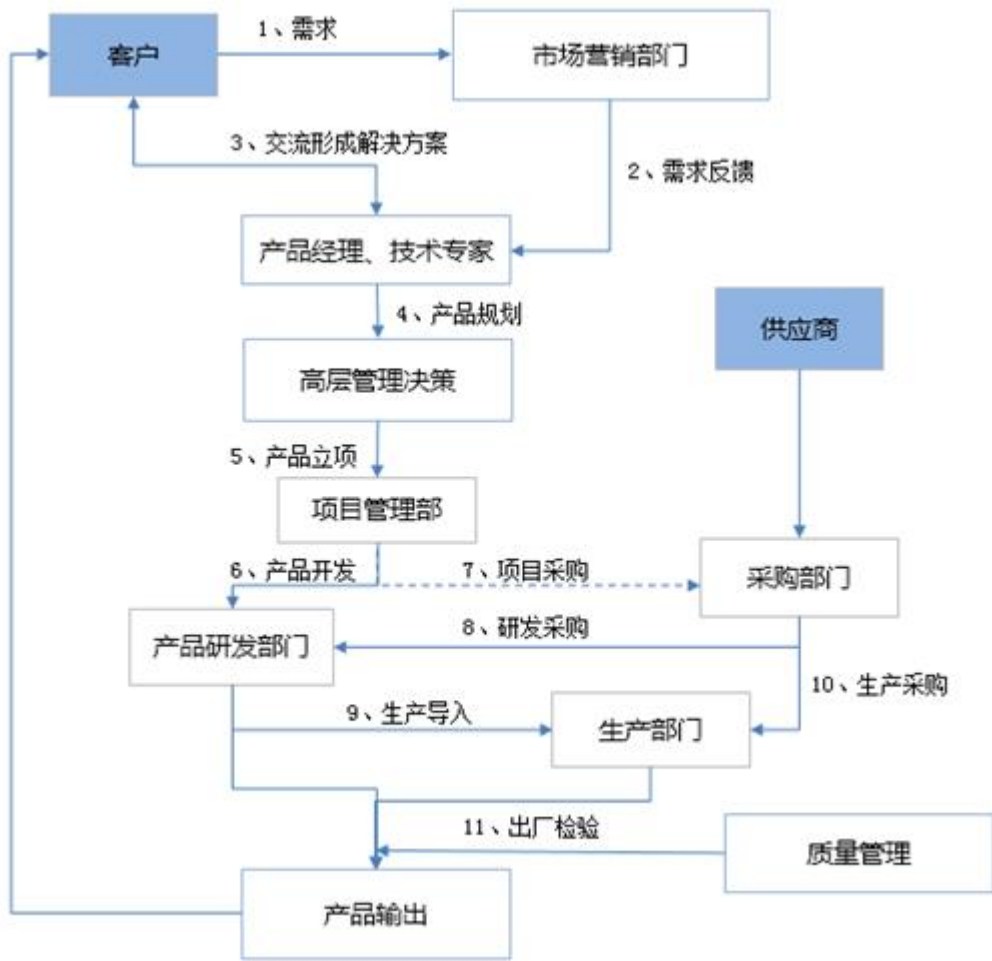 客户
1、需求
市场营销部门
3、交流形成解决方案
2、需求反馈
产品经理、技术专家
4、产品规划
供应商
高层管理决策
5、产品立项
项目管理部
6、产品开发
7、项目采购
采购部门
8、研发采购
产品研发部门
10、生产采购
9、生产导入
生产部门
11、出厂检验
质量管理
产品输出